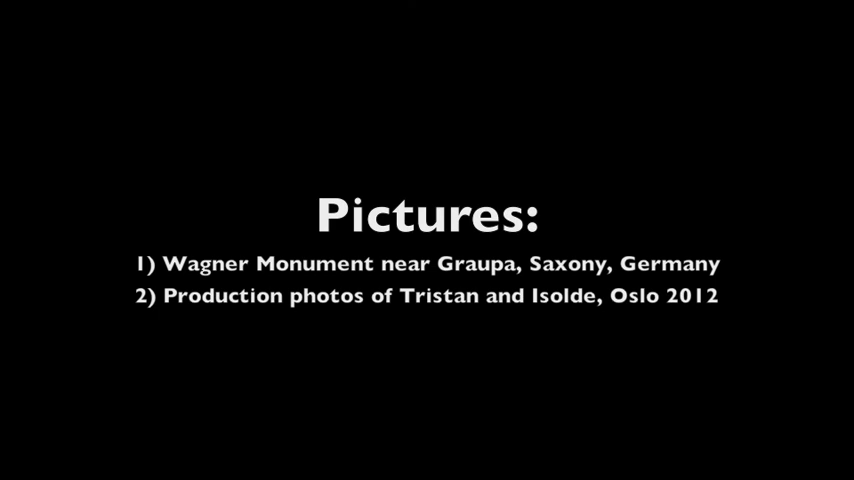 Pictures:
1) Wagner Monument near Graupa, Saxony, Germany
2) Production photos of Tristan and Isolde, Oslo 2012